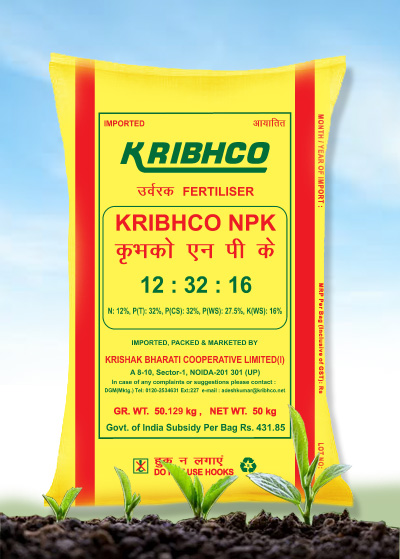 IMPORTED आयातित
KRIBHCO
उर्वरक FERTILISER
KRIBHCO NPK
कृभको एन पी के
12 : 32 : 16
N: 12%, P(T): 32%, P(CS): 32%, P(WS): 27.5%, K(WS): 16%
IMPORTED, PACKED & MARKETED BY
KRISHAK BHARATI COOPERATIVE LIMITED(I)
A 8-10, Sector-1, NOIDA-201 301 (UP)
In case of any complaints or suggestions please contact :
DGM(Mktg.) Tel: 0120-2534631 Ext:227 e-mail : adeshkumar@kribhco.net
GR. WT. 50.129 kg , NET WT. 50 kg
Govt. of India Subsidy Per Bag Rs. 431.85
हुक न लगाएं
DO USE HOOKS
MONTH / YEAR OF IMPORT :
MRP Per Bag (Inclusive of GST): Rs
LOT NO.